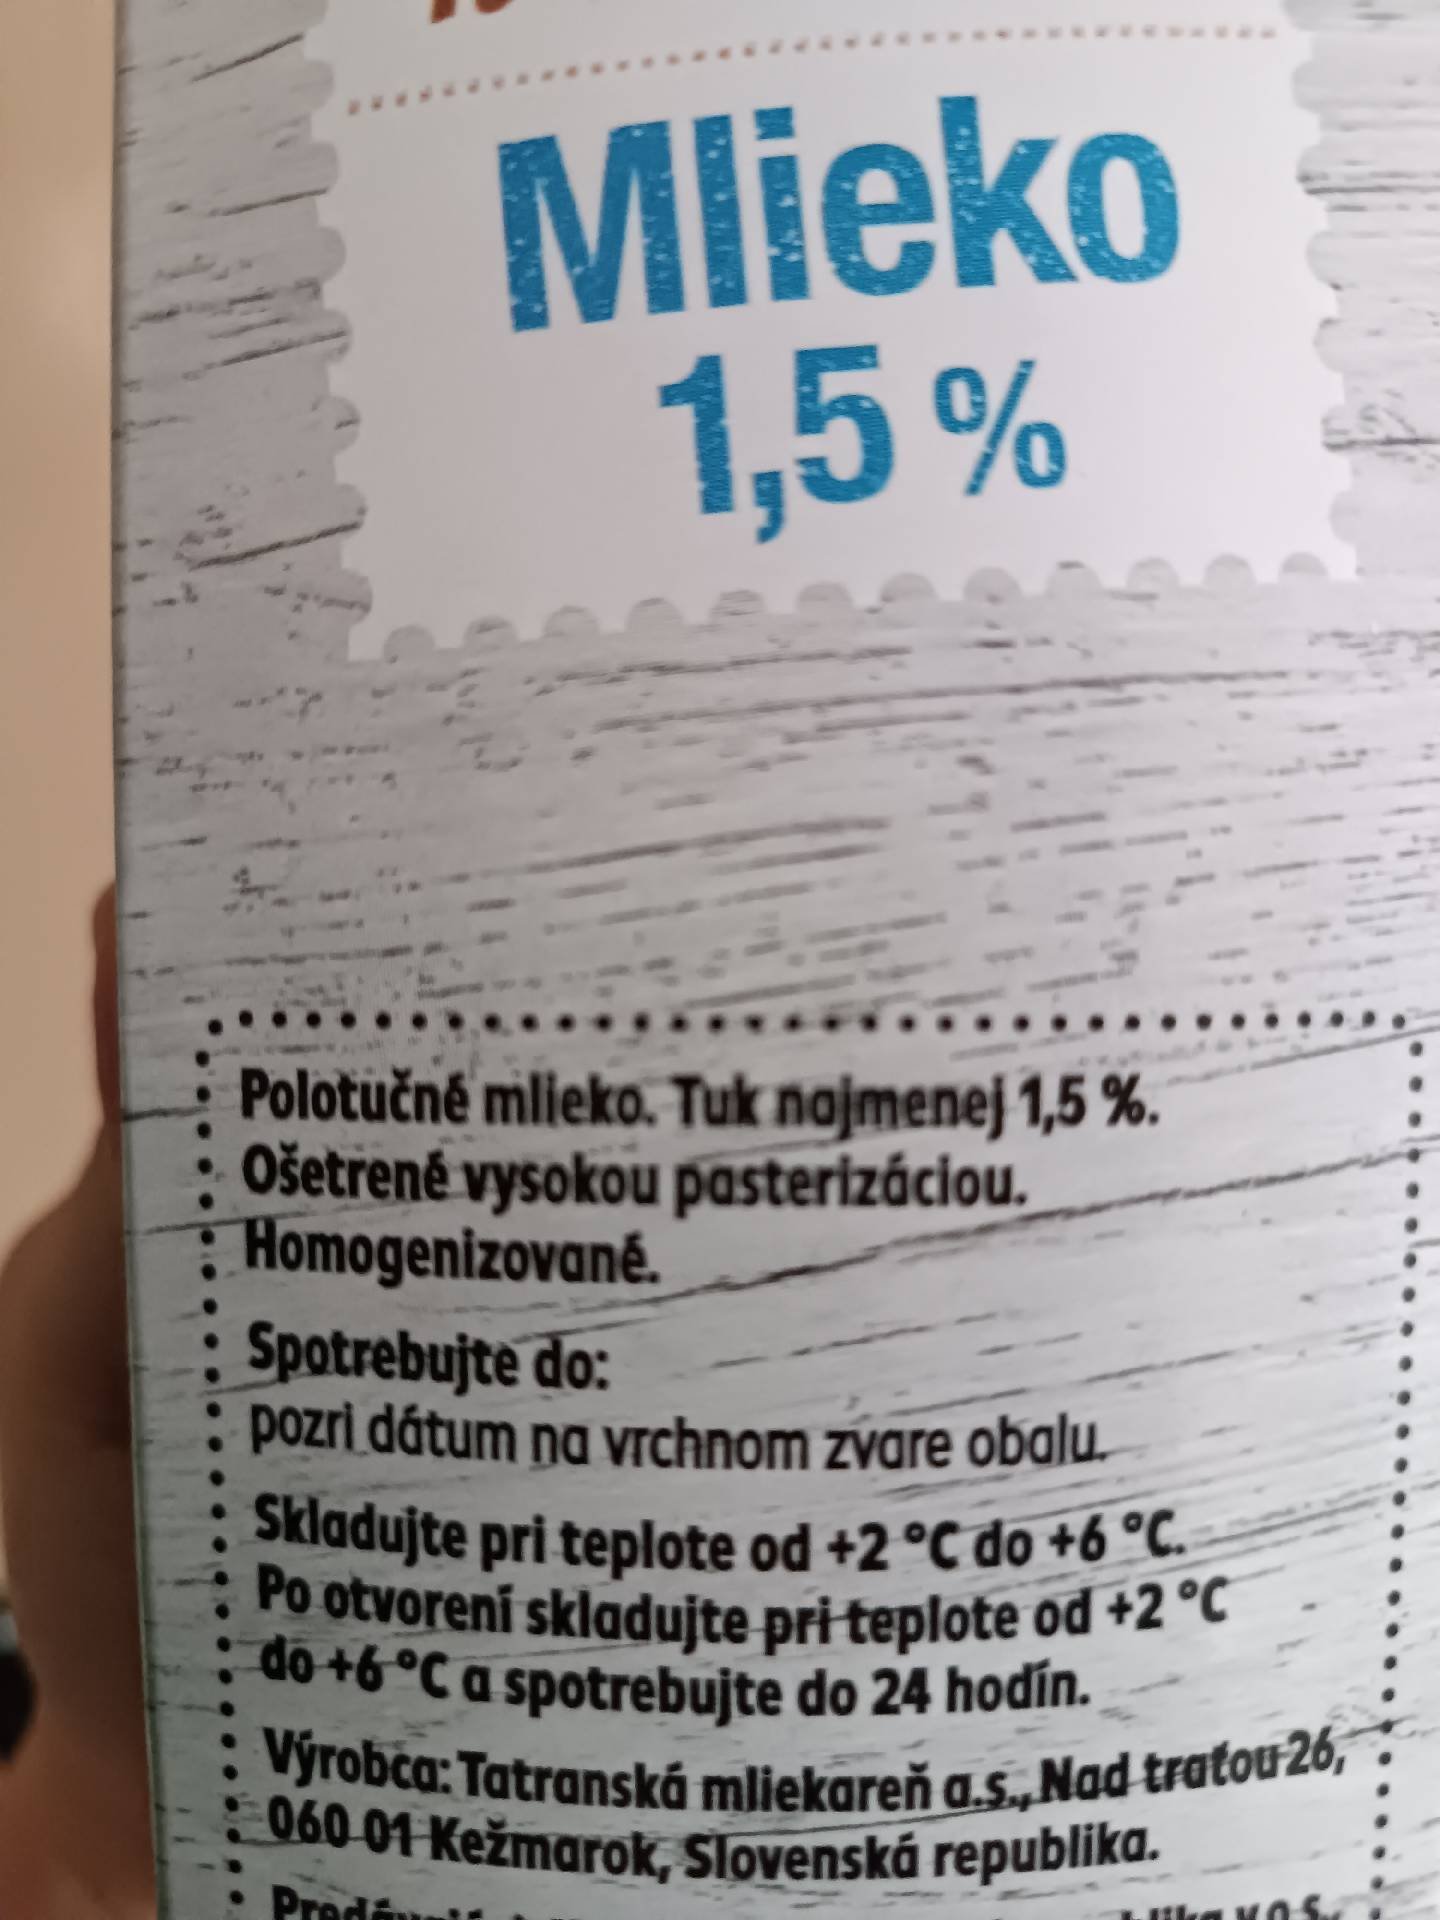 Mlieko
1,5 %
Polotučné mlieko. Tuk najmenej 1,5 %.
Ošetrené vysokou pasterizáciou.
Homogenizované.
Spotrebujte do:
pozri dátum na vrchnom zvare obalu.
Skladujte pri teplote od +2 °C do +6 °C.
Po otvorení skladujte pri teplote od +2 °C
do +6 °C a spotrebujte do 24 hodín.
Výrobca: Tatranská mliekareň a.s., Nad traťou 26,
060 01 Kežmarok, Slovenská republika.